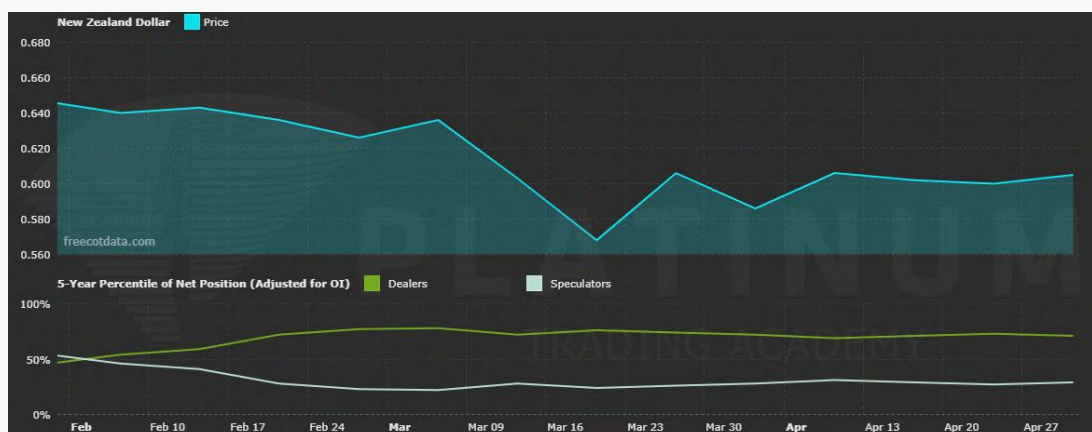 New Zealand Dollar Price
0.680
0.660
0.640
0.620
0.600
0.580
0.560
freecotdata.com
PLATINUM
TRADING ACADEMY
5-Year Percentile of Net Position (Adjusted for OI) Dealers Speculators
100%
50%
0%
Feb Feb 10 Feb 17 Feb 24 Mar Mar 09 Mar 16 Mar 23 Mar 30 Apr Apr 13 Apr 20 Apr 27